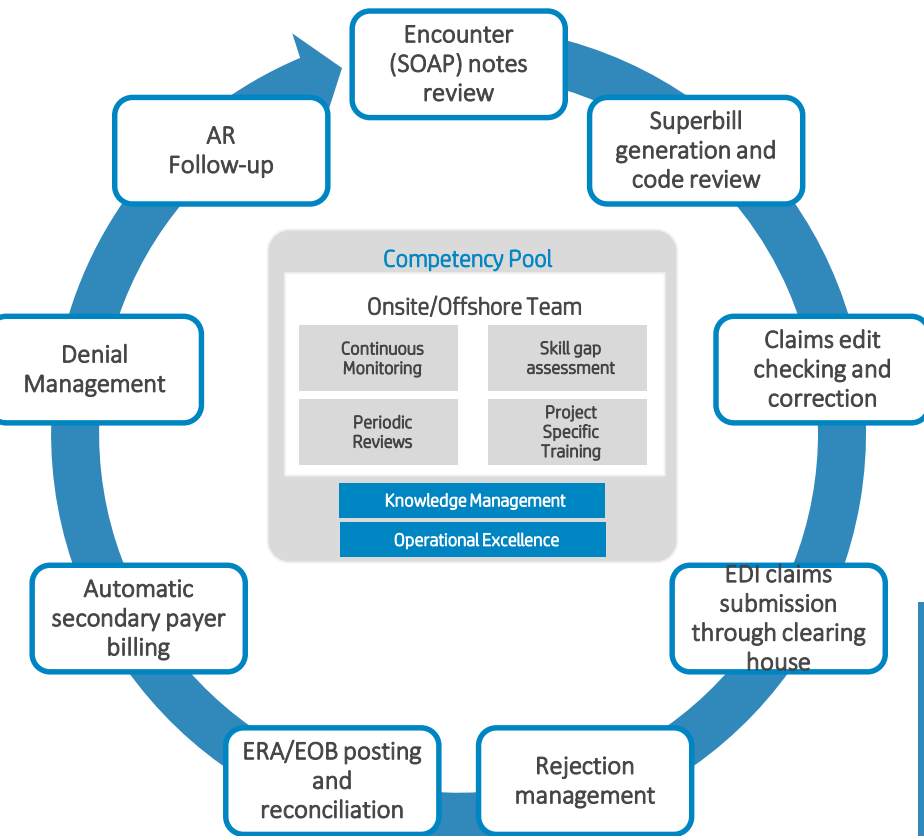 Encounter
(SOAP) notes
review
Superbill
generation and
code review
Claims edit
checking and
correction
EDI claims
submission
through clearing
house
Rejection
management
ERA/EOB posting
and
reconciliation
Automatic
secondary payer
billing
Denial
Management
AR
Follow-up
Competency Pool
Onsite/Offshore Team
Continuous
Monitoring
Skill gap
assessment
Periodic
Reviews
Project
Specific
Training
Knowledge Management
Operational Excellence